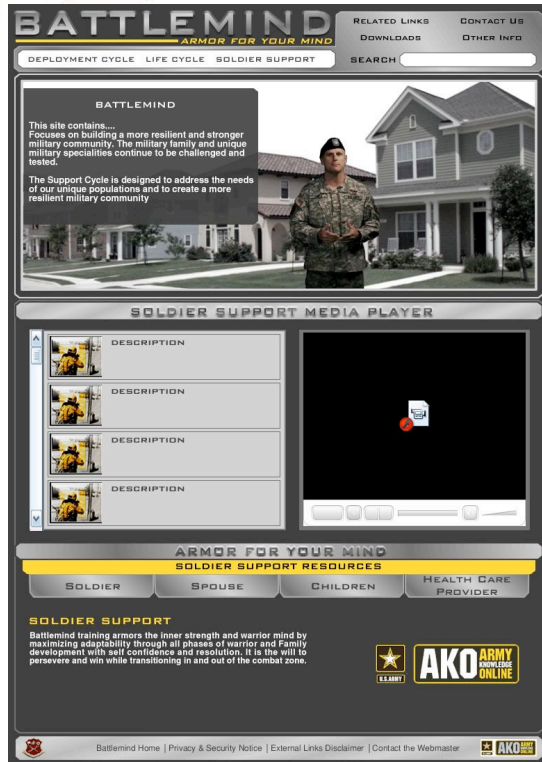 BATTLEMIND
ARMOR FOR YOUR MIND
RELATED LINKS CONTACT US
DOWNLOADS OTHER INFO
DEPLOYMENT CYCLE LIFE CYCLE SOLDIER SUPPORT
SEARCH
BATTLEMIND
This site contains....
Focuses on building a more resilient and stronger
military community. The military family and unique
military specialities continue to be challenged and
tested.
The Support Cycle is designed to address the needs
of our unique populations and to create a more
resilient military community
SOLDIER SUPPORT MEDIA PLAYER
DESCRIPTION
DESCRIPTION
DESCRIPTION
DESCRIPTION
ARMOR FOR YOUR MIND
SOLDIER SUPPORT RESOURCES
SOLDIER
SPOUSE
CHILDREN
HEALTH CARE
PROVIDER
SOLDIER SUPPORT
Battlemind training armors the inner strength and warrior mind by
maximizing adaptability through all phases of warrior and Family
development with self confidence and resolution. It is the will to
persevere and win while transitioning in and out of the combat zone.
U.S.ARMY
AKO ARMY
KNOWLEDGE
ONLINE
Battlemind Home | Privacy & Security Notice | External Links Disclaimer | Contact the Webmaster
AKO